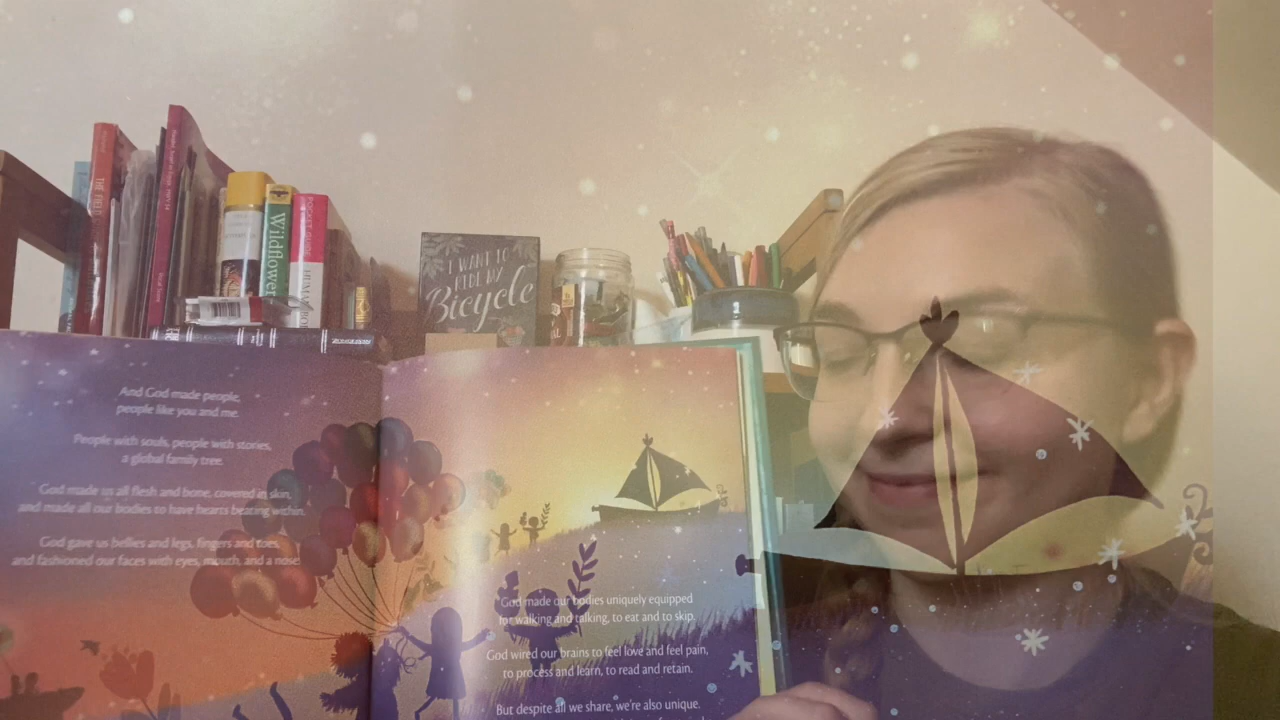 THE FIELD
Wildflower
POCKET GUIDE
I WANT TO
RIDE MY
Bicycle
And God made people,
people like you and me.
People with souls, people with stories,
a global family tree.
God made us all flesh and bone, covered in skin,
and made all our bodies to have hearts beating within.
God gave us bellies and legs, fingers and toes,
and fashioned our faces with eyes, mouth, and a nose.
God made our bodies uniquely equipped
for walking and talking, to eat and to skip.
God wired our brains to feel love and feel pain,
to process and learn, to read and retain.
But despite all we share, we're also unique.